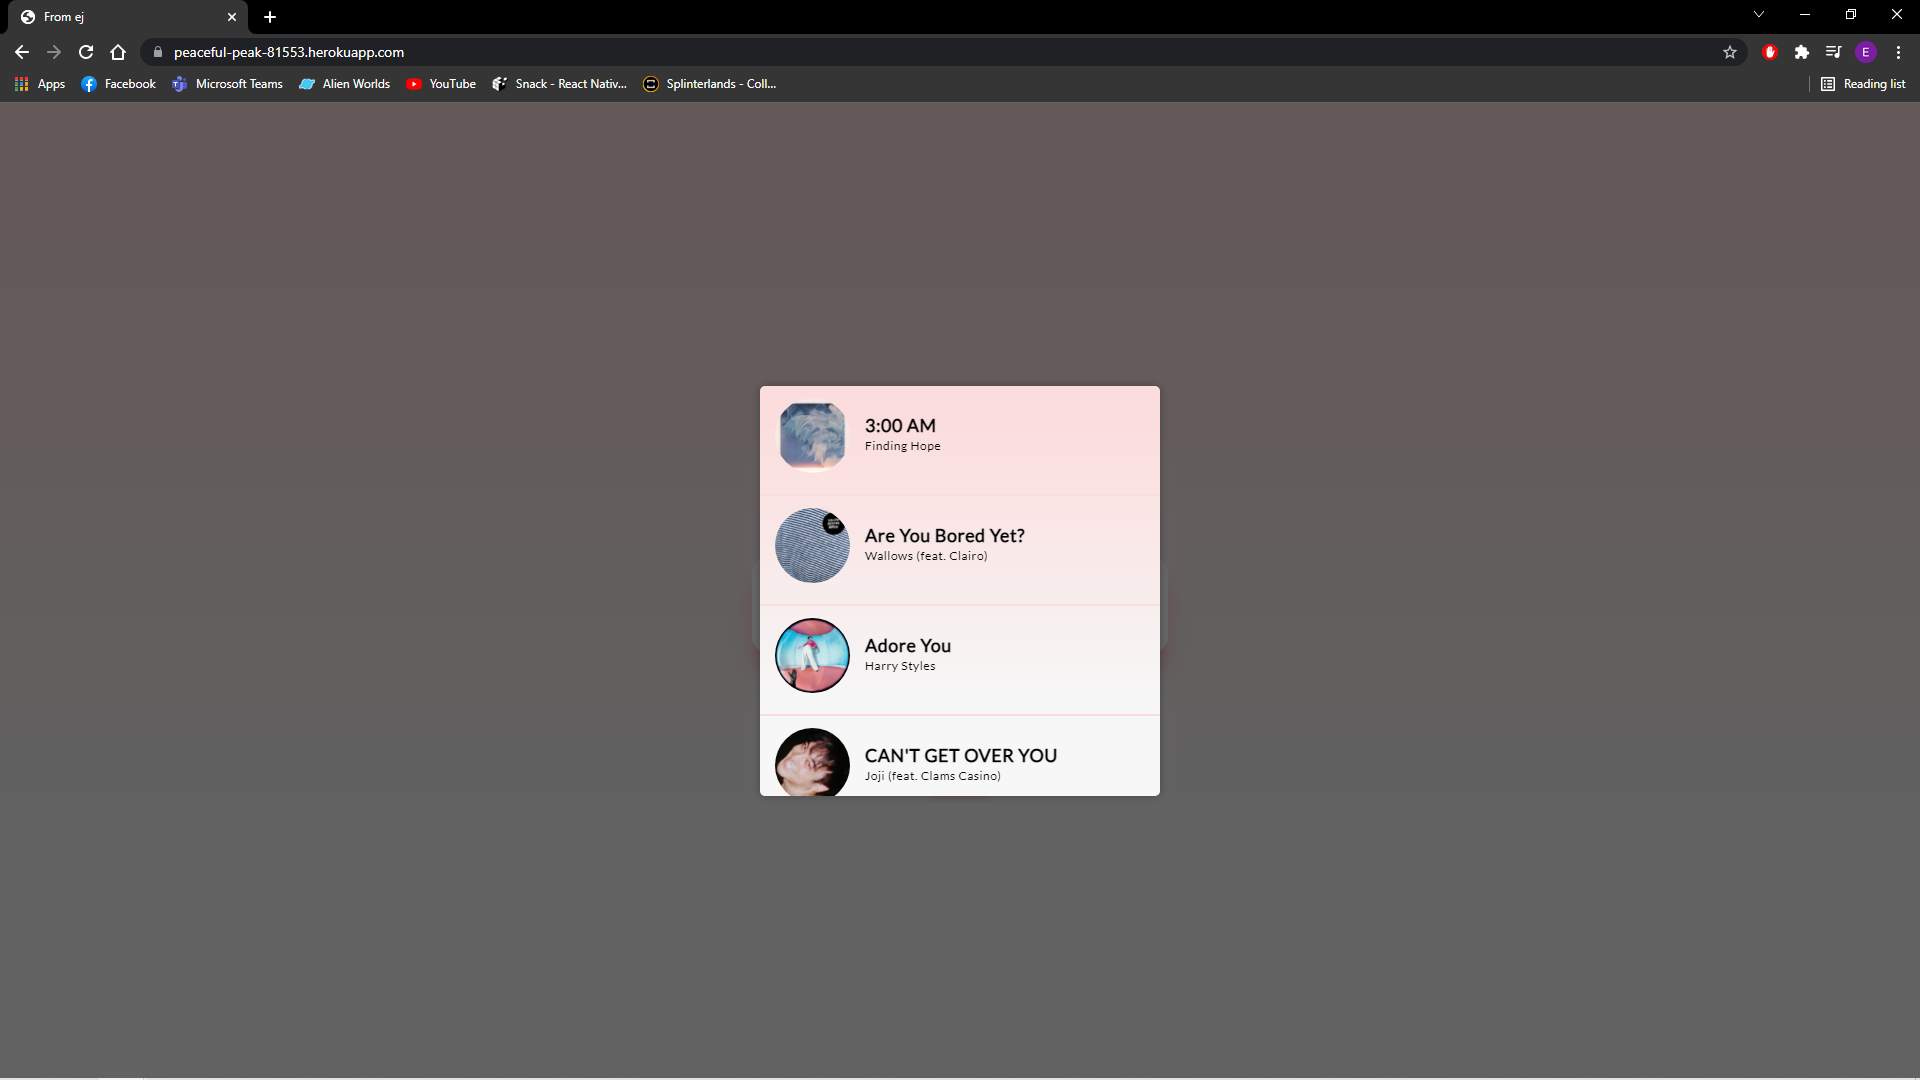 From ej
peaceful-peak-81553.herokuapp.com
E
Apps
Facebook
Microsoft Teams
Alien Worlds
YouTube
Snack - React Nativ...
Splinterlands - Coll...
Reading list
3:00 AM
Finding Hope
Are You Bored Yet?
Wallows (feat. Clairo)
Adore You
Harry Styles
CAN'T GET OVER YOU
Joji (feat. Clams Casino)